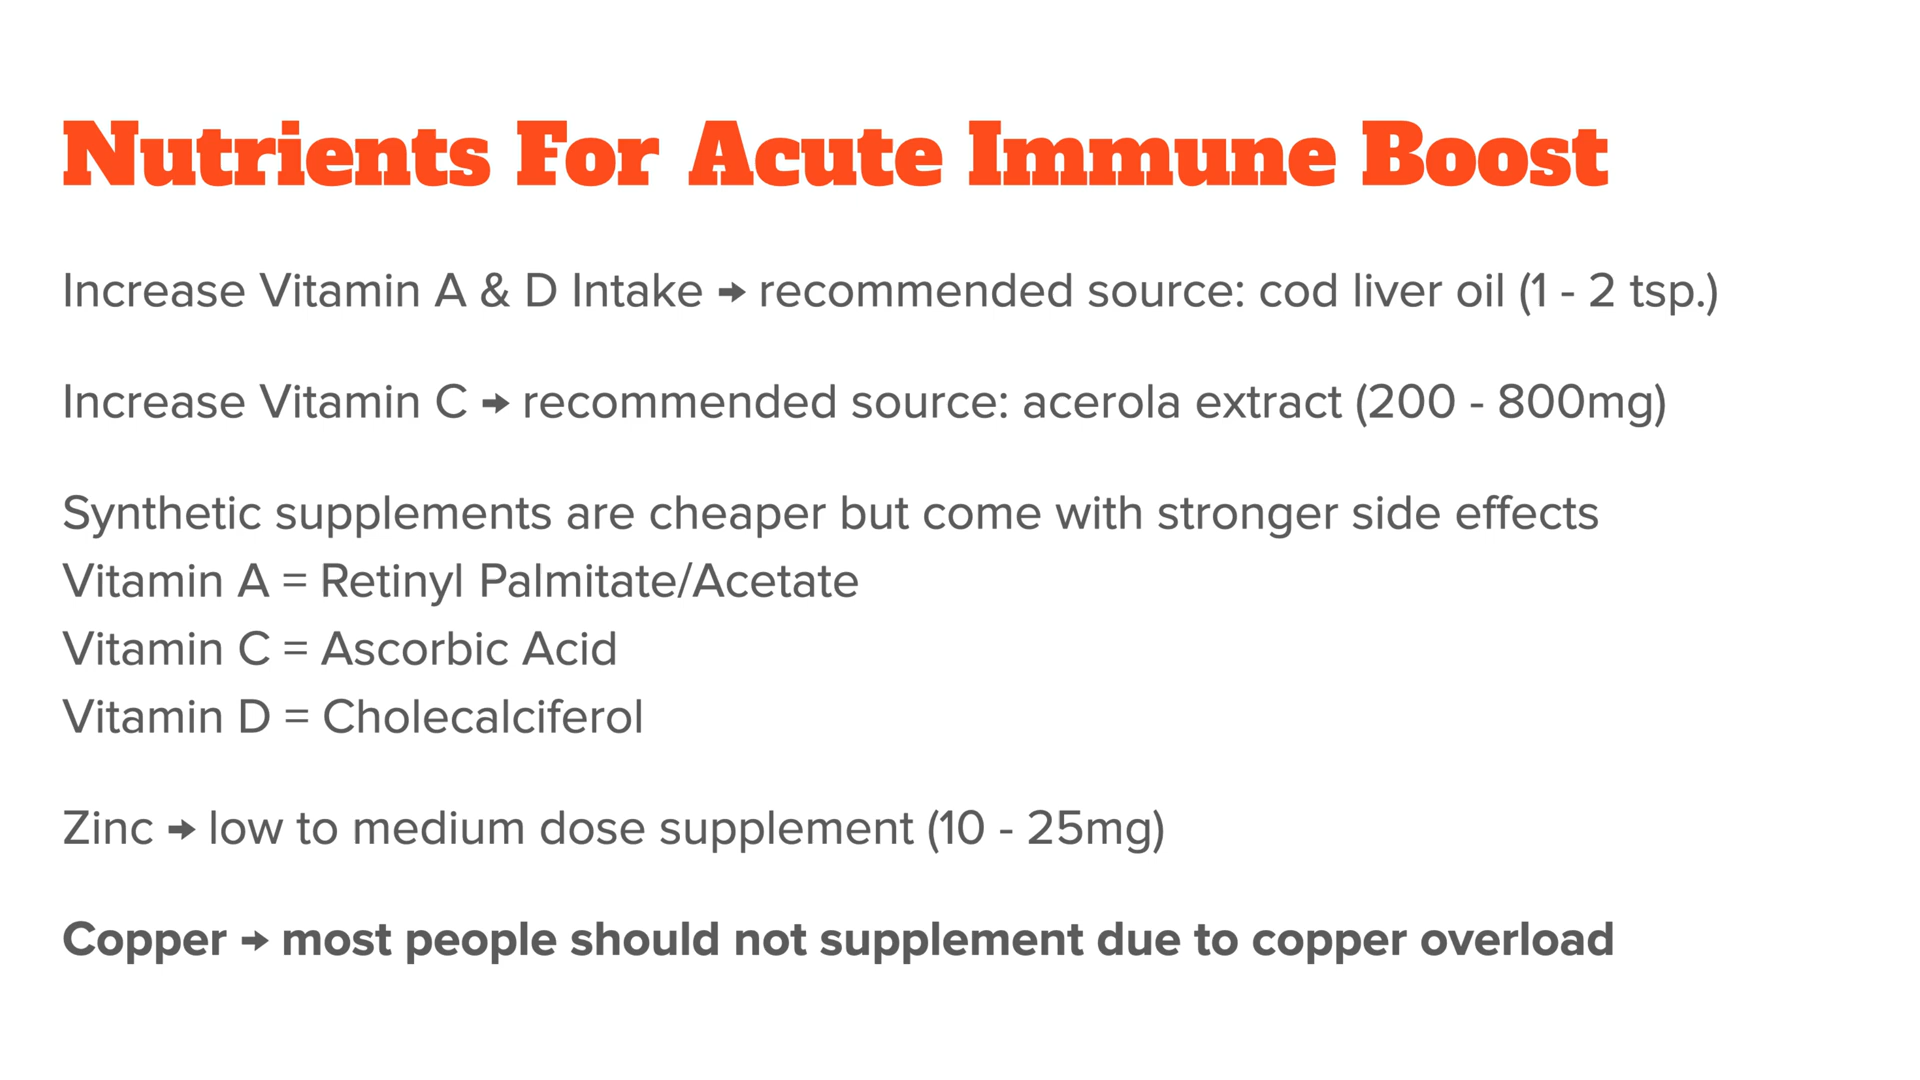 Nutrients For Acute Immune Boost
Increase Vitamin A & D Intake → recommended source: cod liver oil (1 - 2 tsp.)
Increase Vitamin C → recommended source: acerola extract (200 - 800mg)
Synthetic supplements are cheaper but come with stronger side effects
Vitamin A = Retinyl Palmitate/Acetate
Vitamin C = Ascorbic Acid
Vitamin D = Cholecalciferol
Zinc → low to medium dose supplement (10 - 25mg)
Copper → most people should not supplement due to copper overload